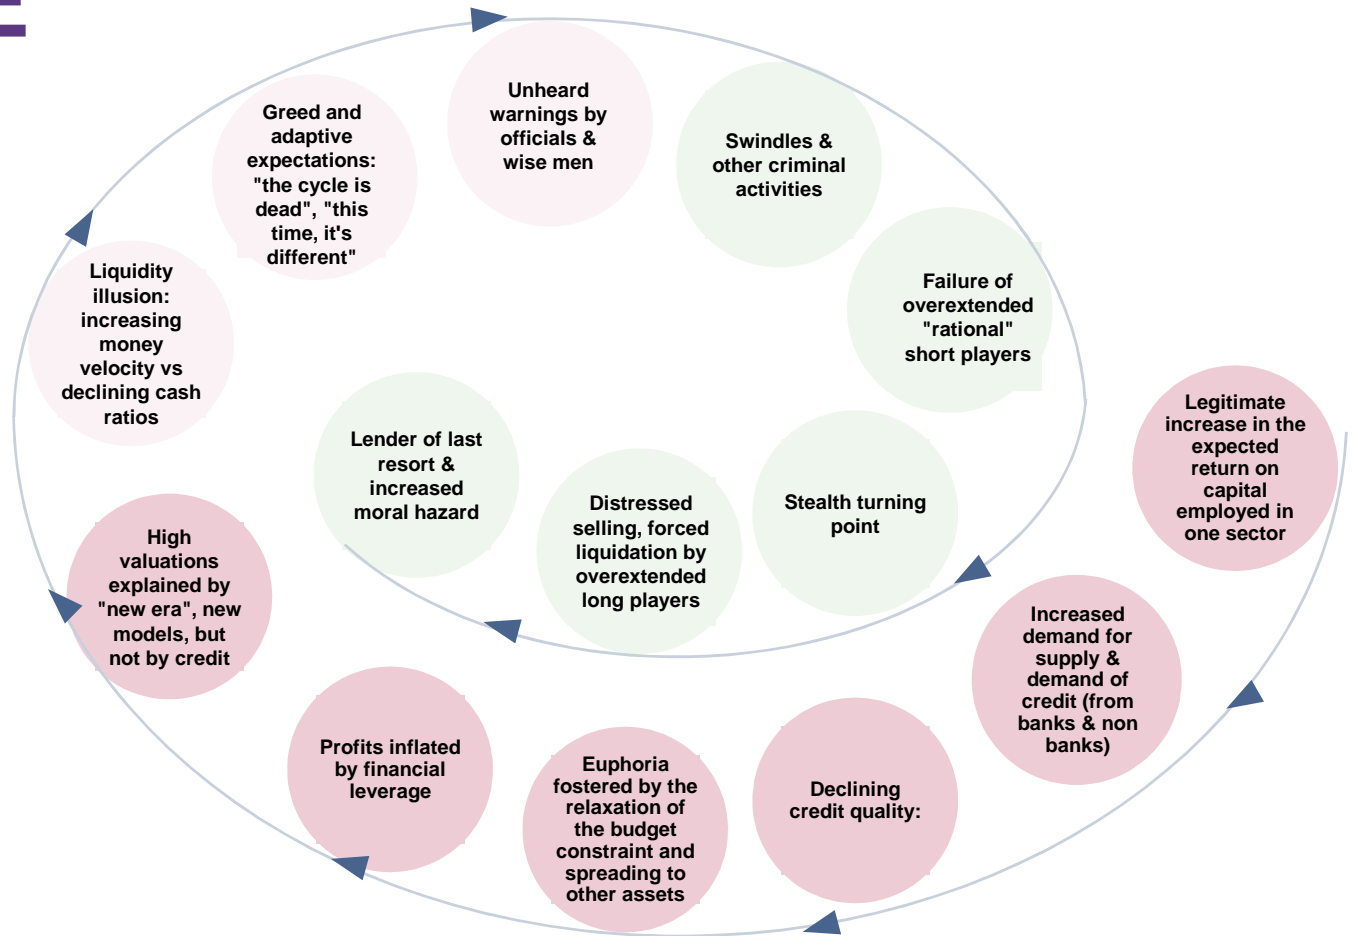 Unheard
warnings by
officials &
wise men
Greed and
adaptive
expectations:
"the cycle is
dead", "this
time, it's
different"
Swindles &
other criminal
activities
Liquidity
illusion:
increasing
money
velocity vs
declining cash
ratios
Failure of
overextended
"rational"
short players
Legitimate
increase in the
expected
return on
capital
employed in
one sector
Lender of last
resort &
increased
moral hazard
Distressed
selling, forced
liquidation by
overextended
long players
Stealth turning
point
High
valuations
explained by
"new era", new
models, but
not by credit
Increased
demand for
supply &
demand of
credit (from
banks & non
banks)
Profits inflated
by financial
leverage
Euphoria
fostered by the
relaxation of
the budget
constraint and
spreading to
other assets
Declining
credit quality: